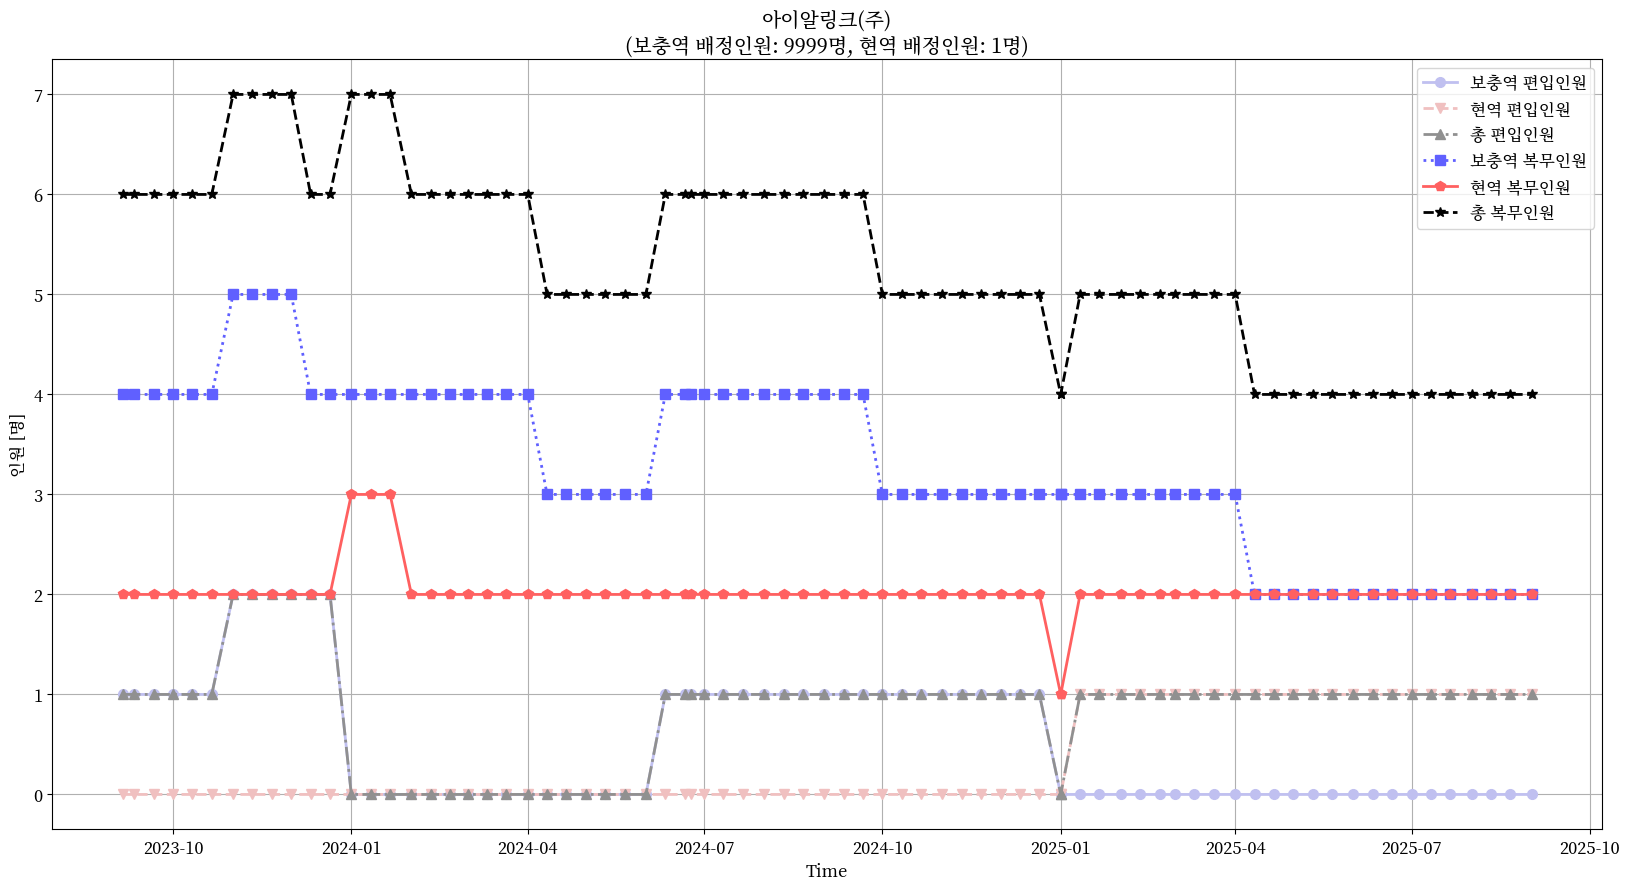 아이알링크(주)
(보충역 배정인원: 9999명, 현역 배정인원: 1명)
보충역 편입인원
현역 편입인원
총 편입인원
보충역 복무인원
현역 복무인원
총 복무인원
인원 [명]
7
6
5
4
3
2
1
0
2023-10 2024-01 2024-04 2024-07 2024-10 2025-01 2025-04 2025-07 2025-10
Time